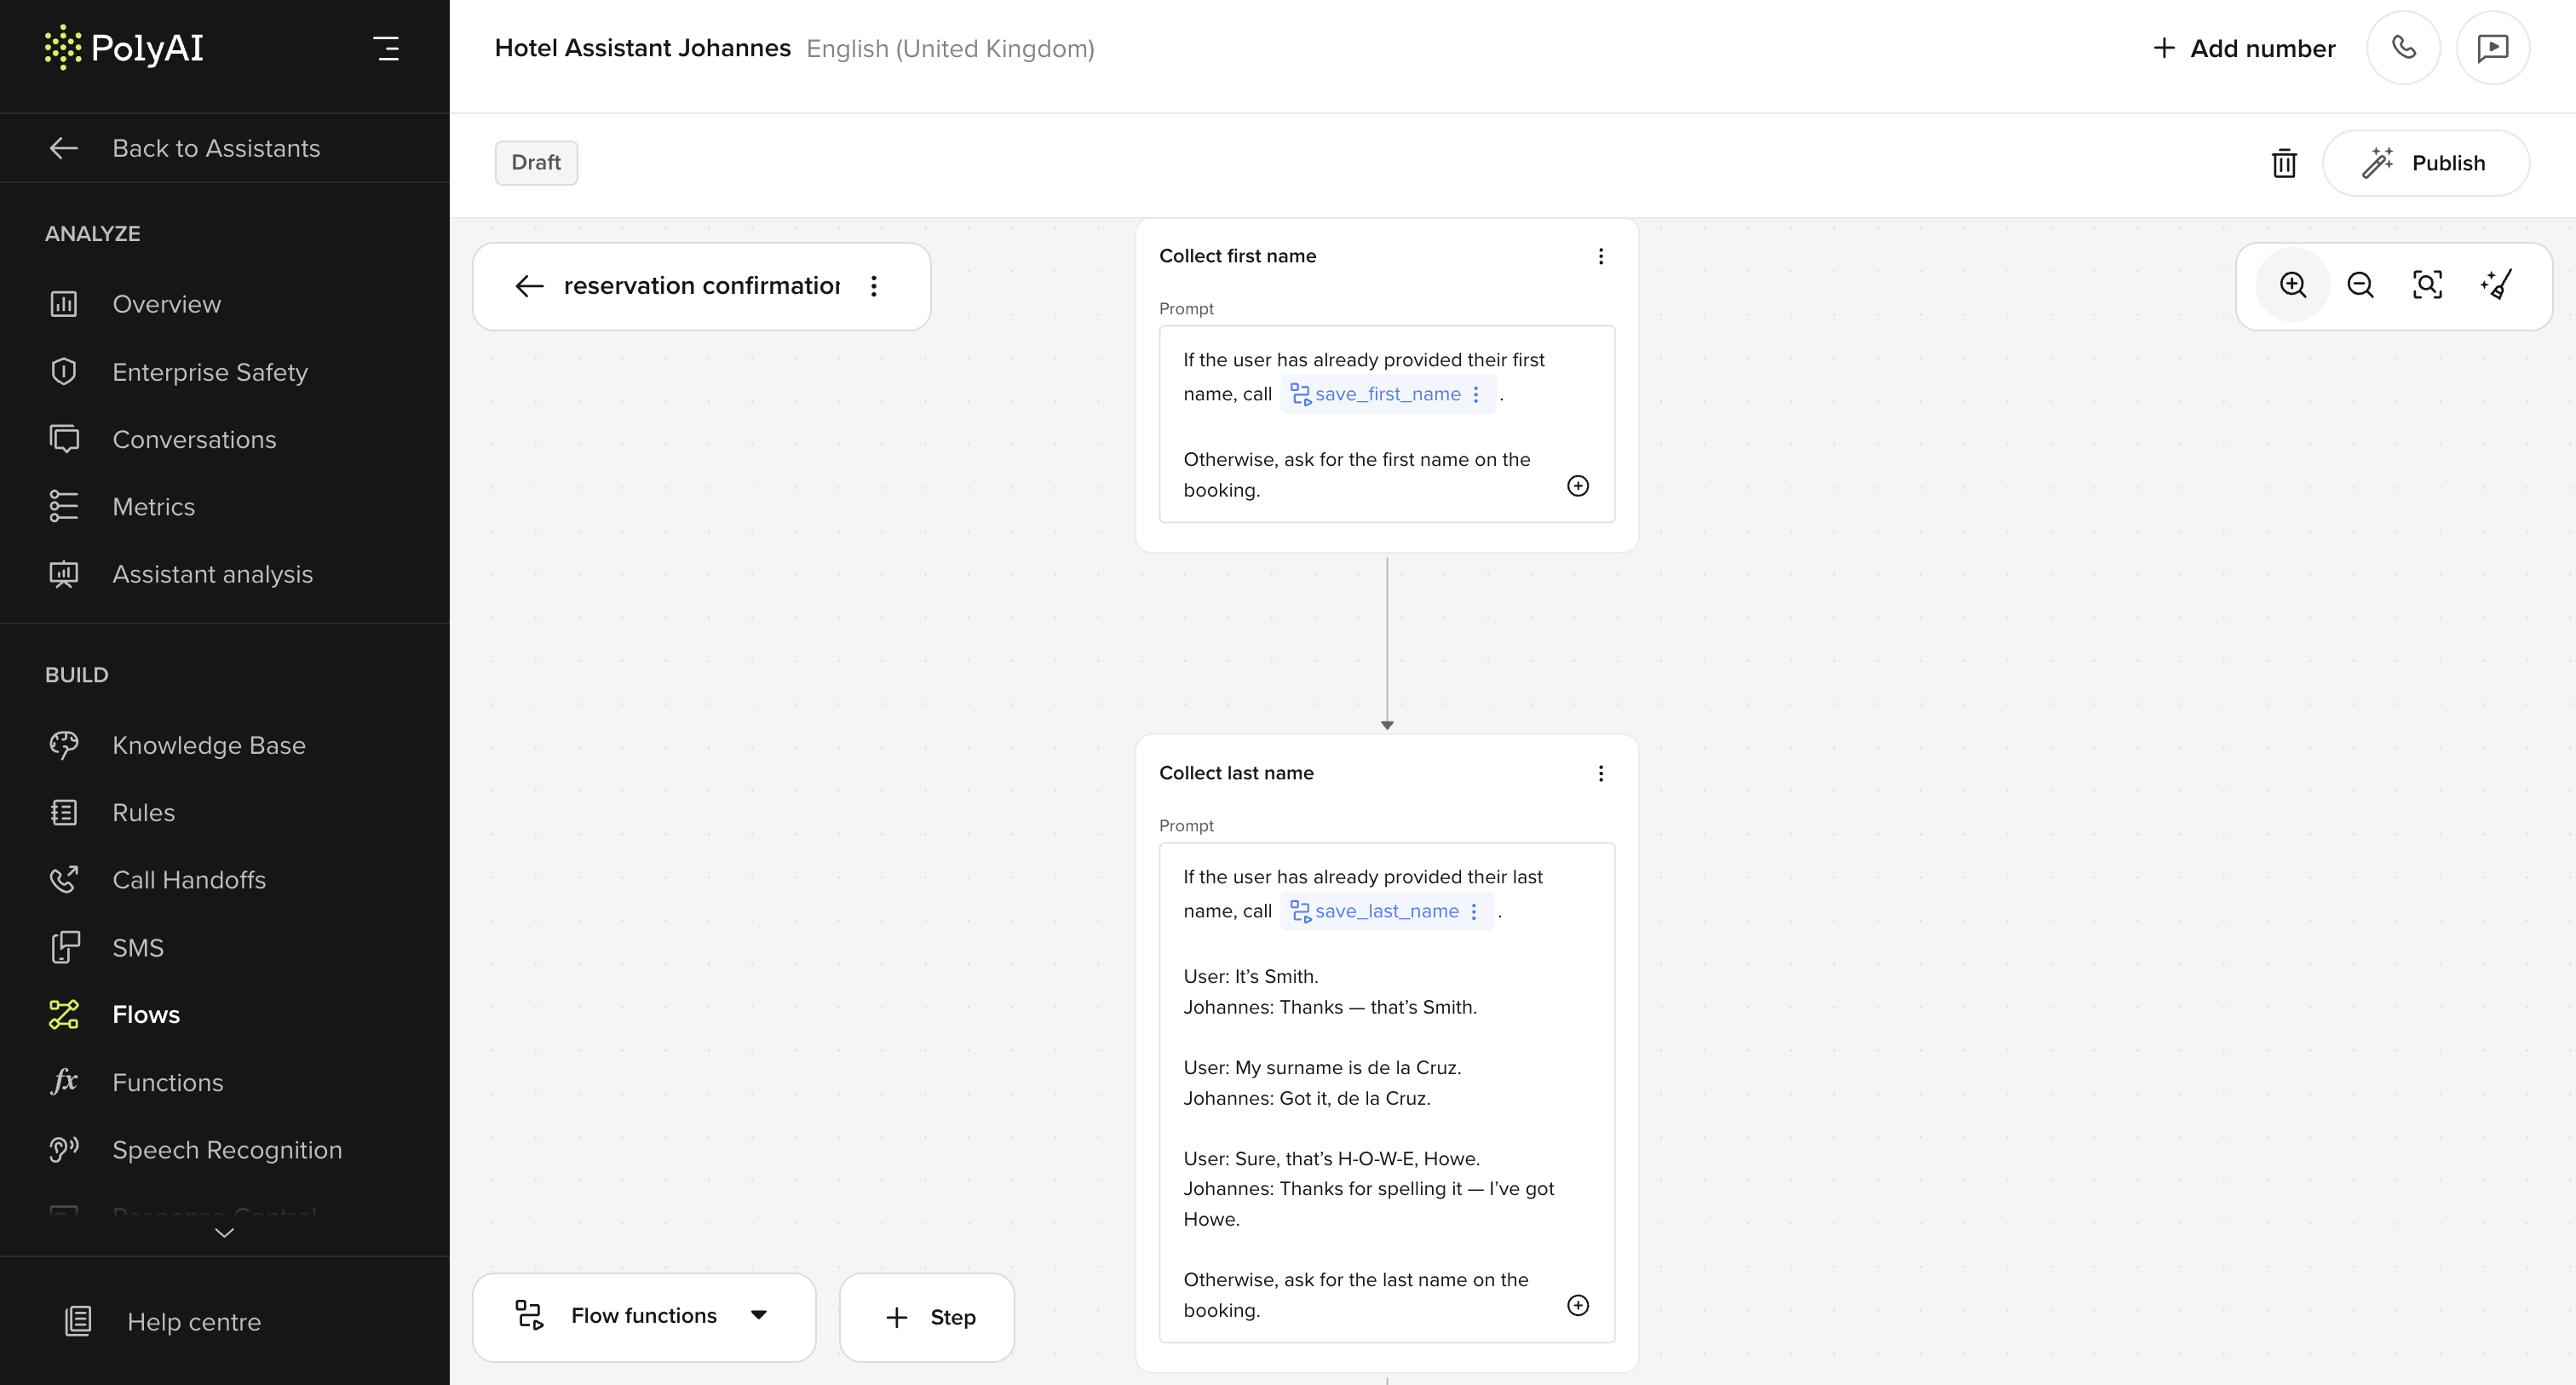 PolyAI
Hotel Assistant Johannes English (United Kingdom)
Add number
Back to Assistants
Draft
Publish
ANALYZE
Overview
Enterprise Safety
Conversations
Metrics
Assistant analysis
BUILD
Knowledge Base
Rules
Call Handoffs
SMS
Flows
fx Functions
Speech Recognition
Response Control
Help centre
reservation confirmation
Collect first name
Prompt
If the user has already provided their first
name, call save_first_name .
Otherwise, ask for the first name on the
booking.
Collect last name
Prompt
If the user has already provided their last
name, call save_last_name .
User: It’s Smith.
Johannes: Thanks — that’s Smith.
User: My surname is de la Cruz.
Johannes: Got it, de la Cruz.
User: Sure, that’s H-O-W-E, Howe.
Johannes: Thanks for spelling it — I’ve got
Howe.
Otherwise, ask for the last name on the
booking.
Flow functions
Step